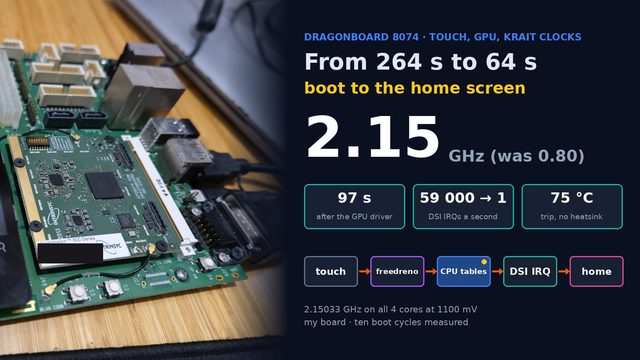 DRAGONBOARD 8074 · TOUCH, GPU, KRAIT CLOCKS
From 264 s to 64 s
boot to the home screen
2.15 GHz (was 0.80)
97 s
after the GPU driver
59 000 → 1
DSI IRQs a second
75 °C
trip, no heatsink
touch
freedreno
CPU tables
DSI IRQ
home
2.15033 GHz on all 4 cores at 1100 mV
my board · ten boot cycles measured